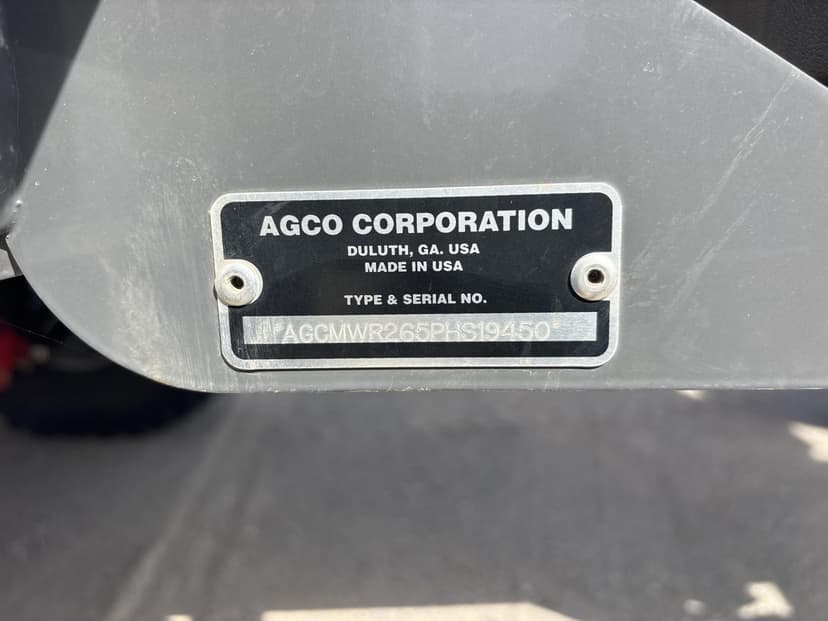 AGCO CORPORATION
DULUTH, GA. USA
MADE IN USA
TYPE & SERIAL NO.
*AGCMWR265PHS19450*